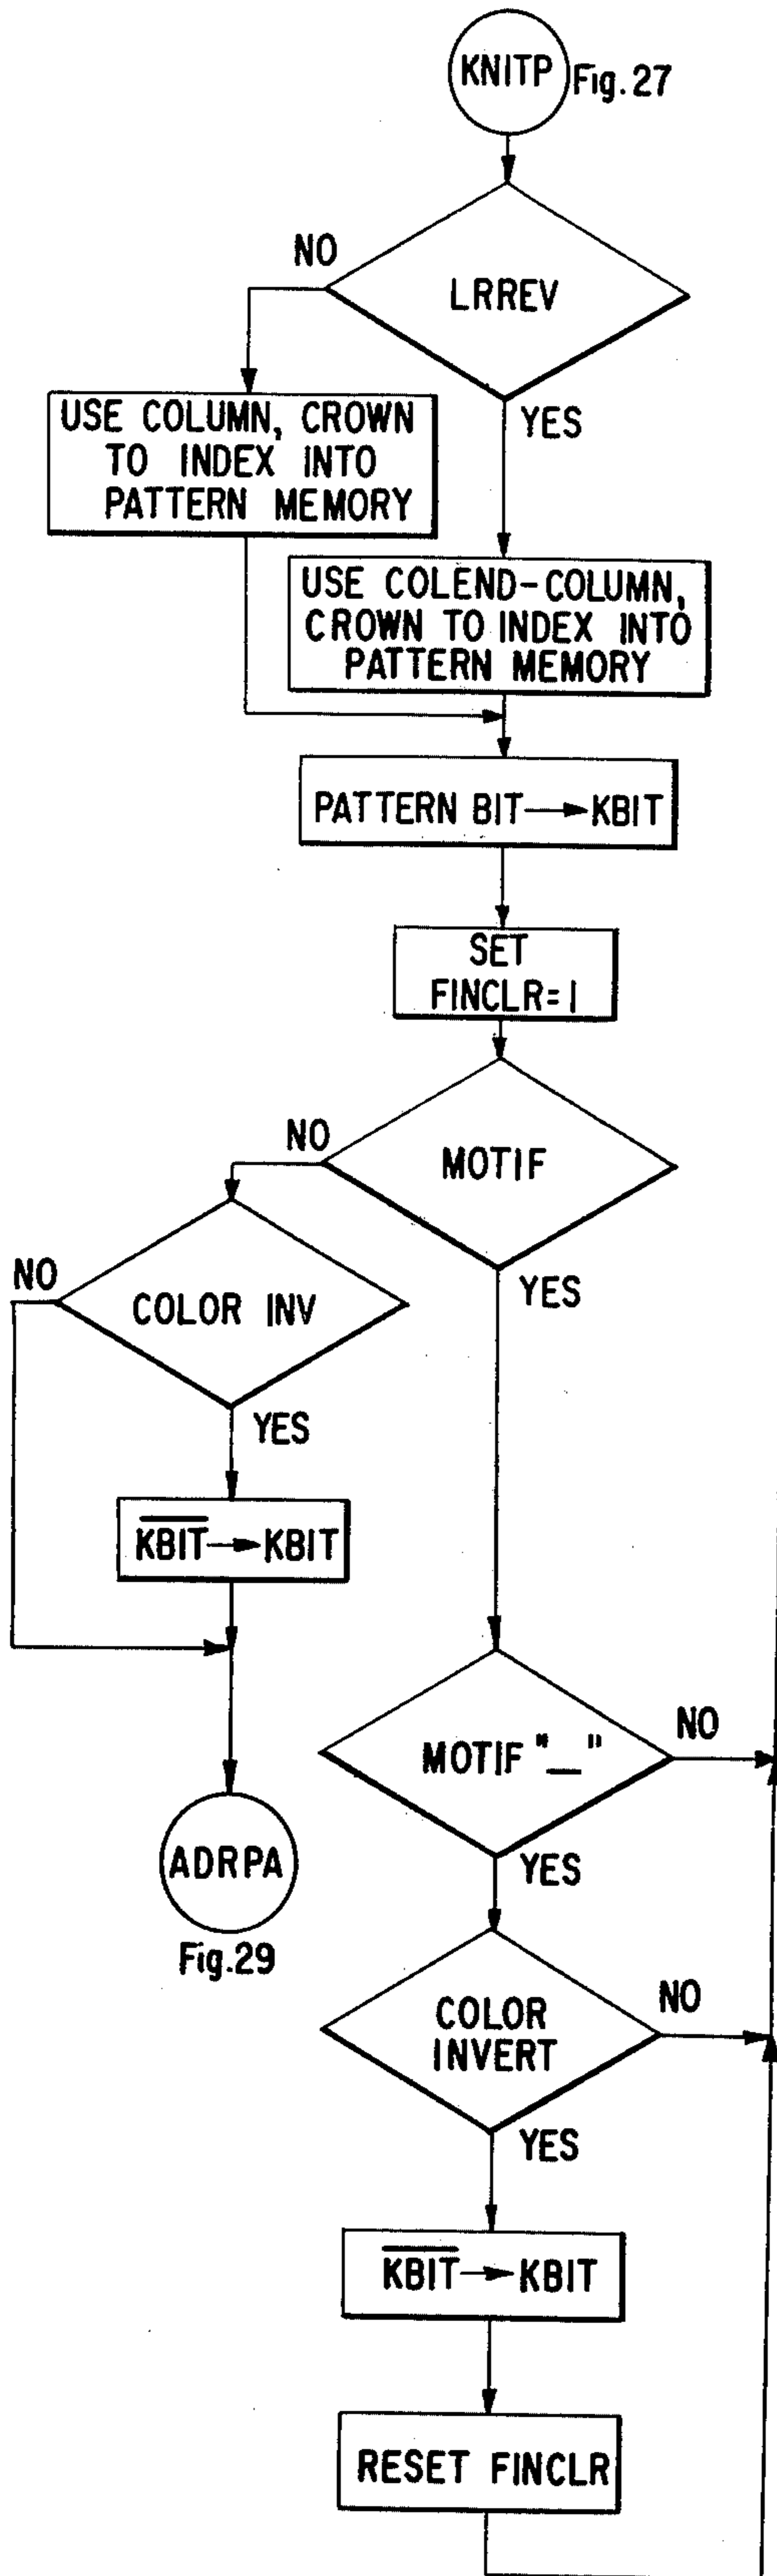 KNITP Fig. 27
LRREV
NO
YES
USE COLUMN, CROWN
TO INDEX INTO
PATTERN MEMORY
USE COLEND-COLUMN,
CROWN TO INDEX INTO
PATTERN MEMORY
PATTERN BIT→KBIT
SET
FINCLR=1
MOTIF
NO
YES
COLOR INV
NO
YES
K̅B̅I̅T̅→KBIT
ADRPA
Fig.29
MOTIF "_"
NO
YES
COLOR
INVERT
NO
YES
K̅B̅I̅T̅→KBIT
RESET FINCLR